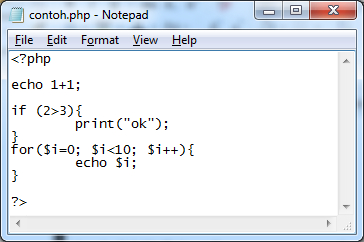 contoh.php - Notepad
File Edit Format View Help
<?php
echo 1+1;
if (2>3){
print("ok");
}
for($i=0; $i<10; $i++){
echo $i;
}
?>